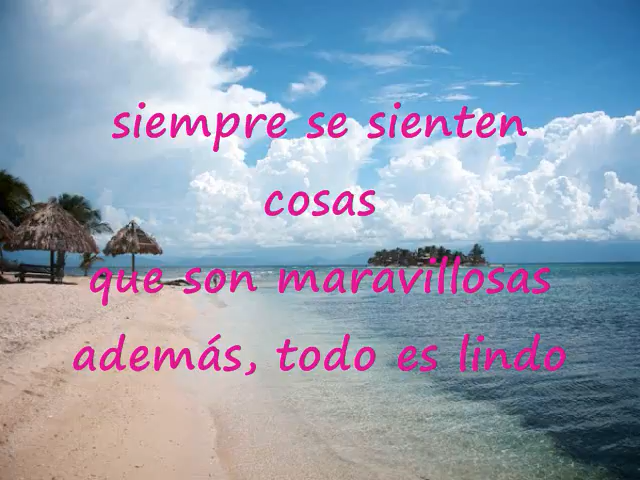 siempre se sienten
cosas
que son maravillosas
además, todo es lindo